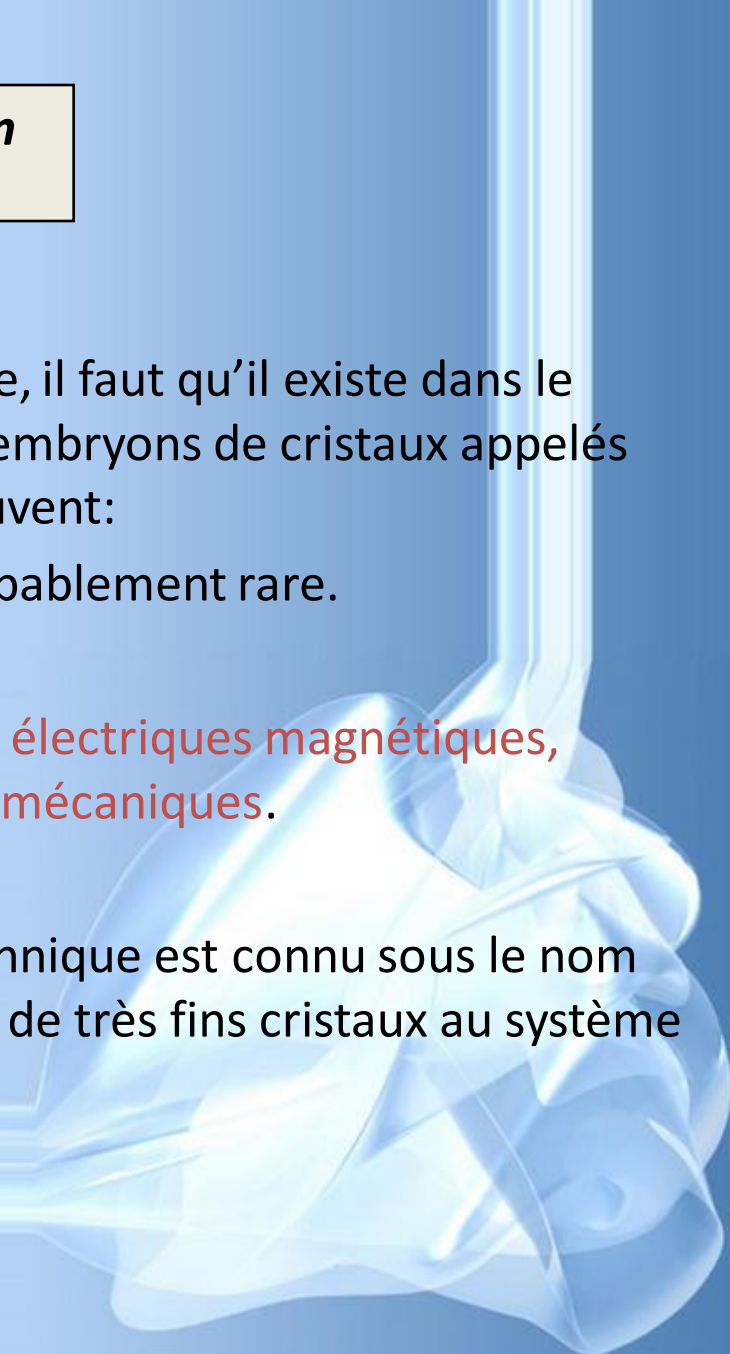 n
e, il faut qu’il existe dans le
embryons de cristaux appelés
uvent:
bablement rare.
électriques magnétiques,
mécaniques.
hnique est connu sous le nom
de très fins cristaux au système